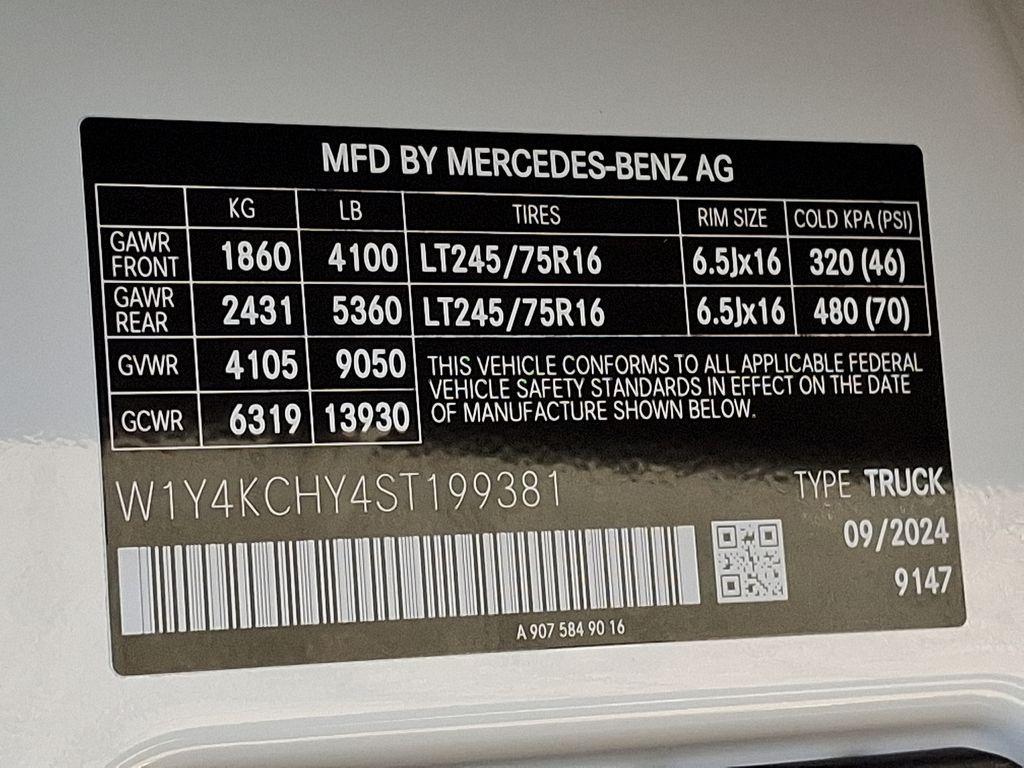 MFD BY MERCEDES-BENZ AG
KG LB TIRES RIM SIZE COLD KPA (PSI)
GAWR FRONT 1860 4100 LT245/75R16 6.5Jx16 320 (46)
GAWR REAR 2431 5360 LT245/75R16 6.5Jx16 480 (70)
GVWR 4105 9050
GCWR 6319 13930
THIS VEHICLE CONFORMS TO ALL APPLICABLE FEDERAL
VEHICLE SAFETY STANDARDS IN EFFECT ON THE DATE
OF MANUFACTURE SHOWN BELOW.
W1Y4KCHY4ST199381
TYPE TRUCK
09/2024
9147
A 907 584 90 16